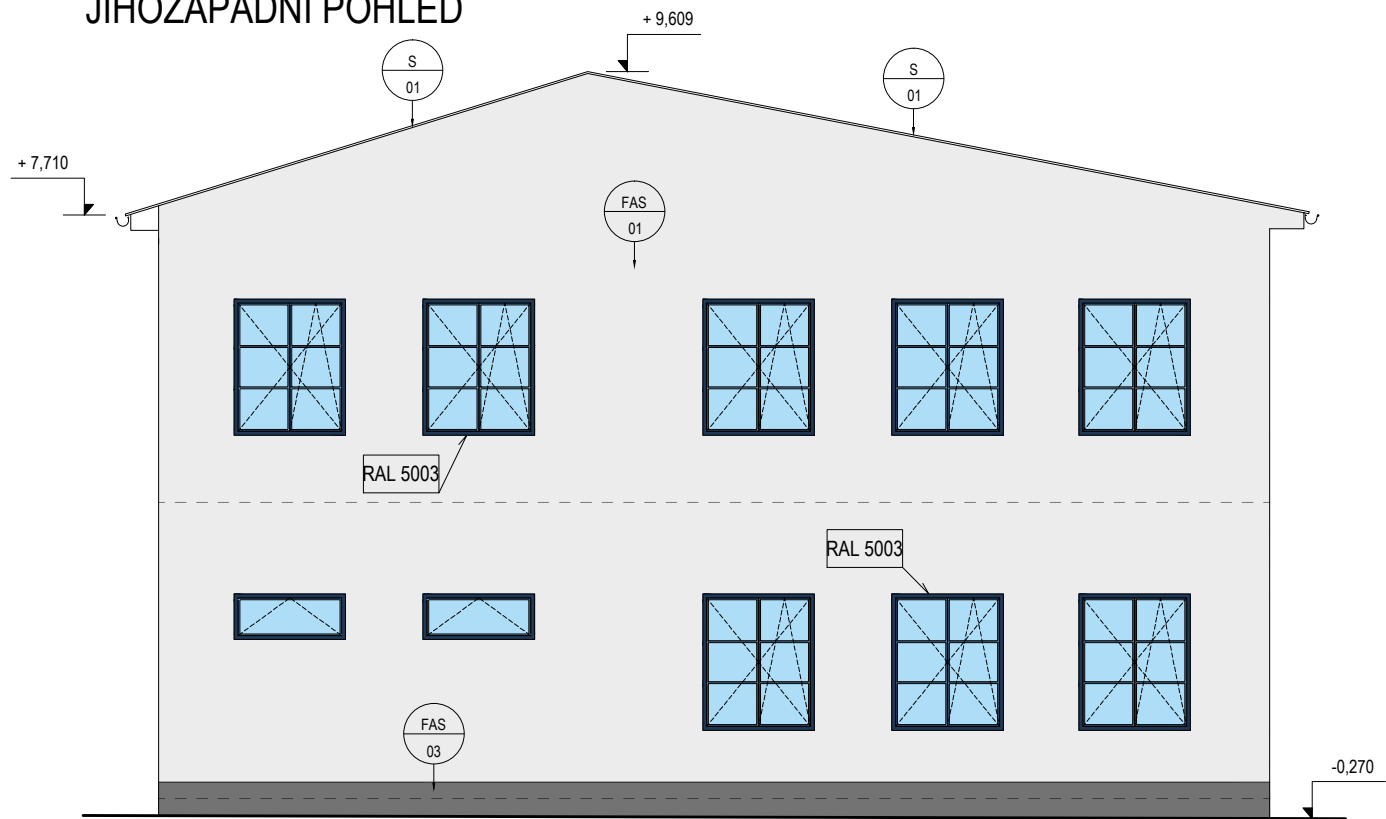 JIHOZÁPADNÍ POHLED
+ 9,609
S
01
S
01
+ 7,710
FAS
01
RAL 5003
RAL 5003
FAS
03
-0,270